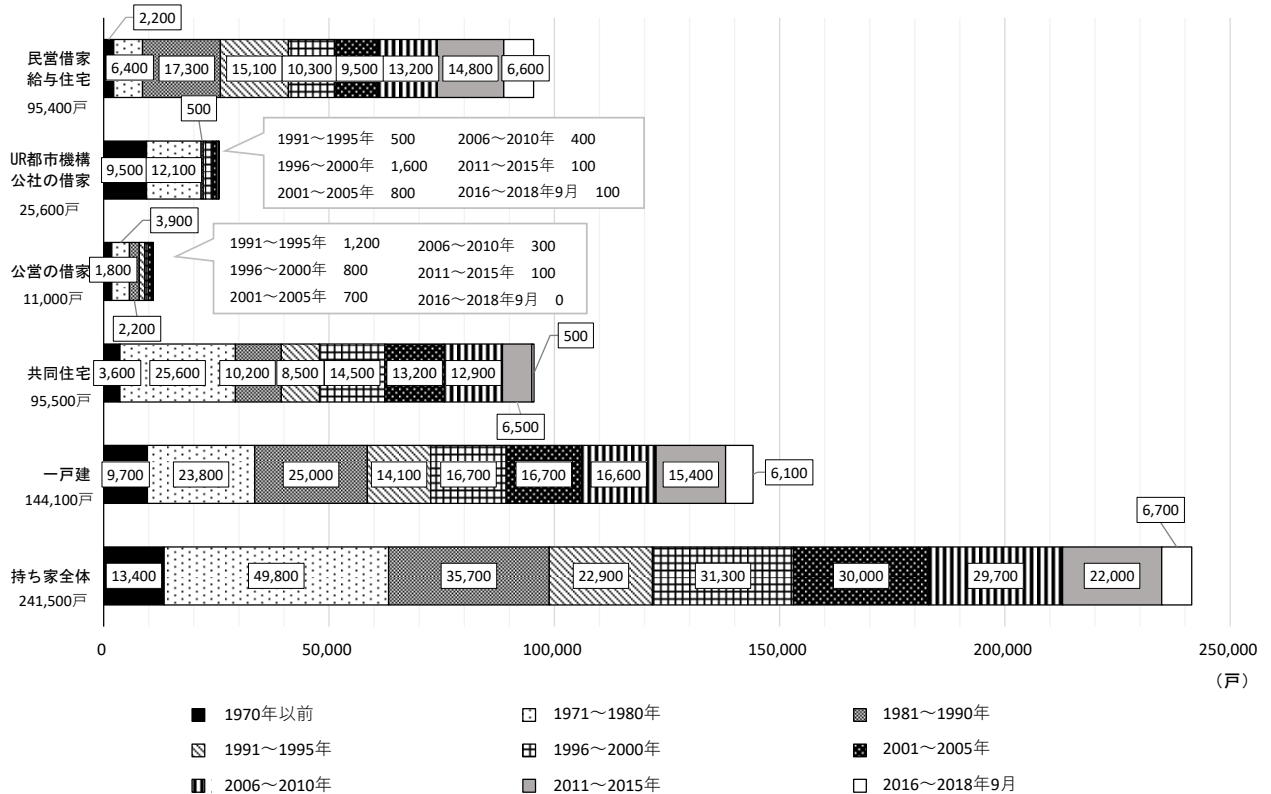 2,200
民営借家
給与住宅
95,400戸
6,400 17,300 15,100 10,300 9,500 13,200 14,800 6,600
500
UR都市機構
公社の借家
25,600戸
9,500 12,100
1991～1995年 500 2006～2010年 400
1996～2000年 1,600 2011～2015年 100
2001～2005年 800 2016～2018年9月 100
3,900
公営の借家
11,000戸
1,800
2,200
1991～1995年 1,200 2006～2010年 300
1996～2000年 800 2011～2015年 100
2001～2005年 700 2016～2018年9月 0
500
共同住宅
95,500戸
3,600 25,600 10,200 8,500 14,500 13,200 12,900
6,500
一戸建
144,100戸
9,700 23,800 25,000 14,100 16,700 16,700 16,600 15,400 6,100
6,700
持ち家全体
241,500戸
13,400 49,800 35,700 22,900 31,300 30,000 29,700 22,000
0 50,000 100,000 150,000 200,000 250,000
（戸）
1970年以前 1971～1980年 1981～1990年
1991～1995年 1996～2000年 2001～2005年
2006～2010年 2011～2015年 2016～2018年9月